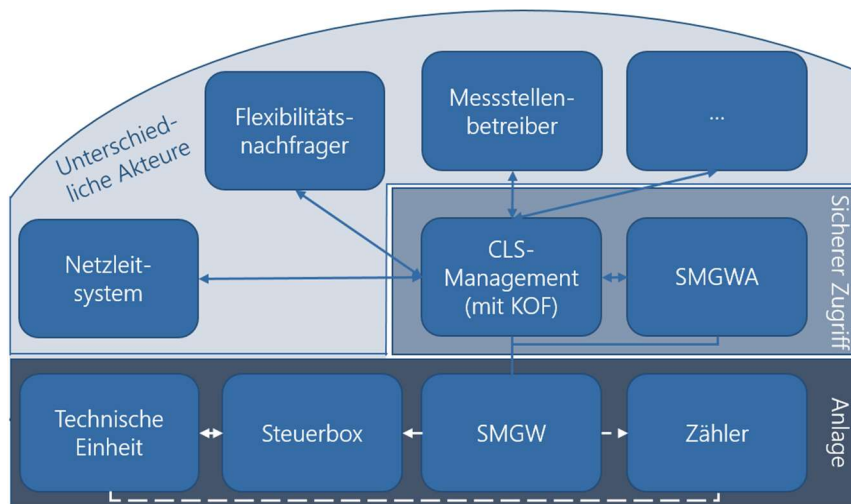 Unterschied-
liche Akteure
Flexibilitäts-
nachfrager
Messstellen-
betreiber
...
Netzleit-
system
CLS-
Management
(mit KOF)
SMGWA
Sicherer Zugriff
Technische
Einheit
Steuerbox
SMGW
Zähler
Anlage